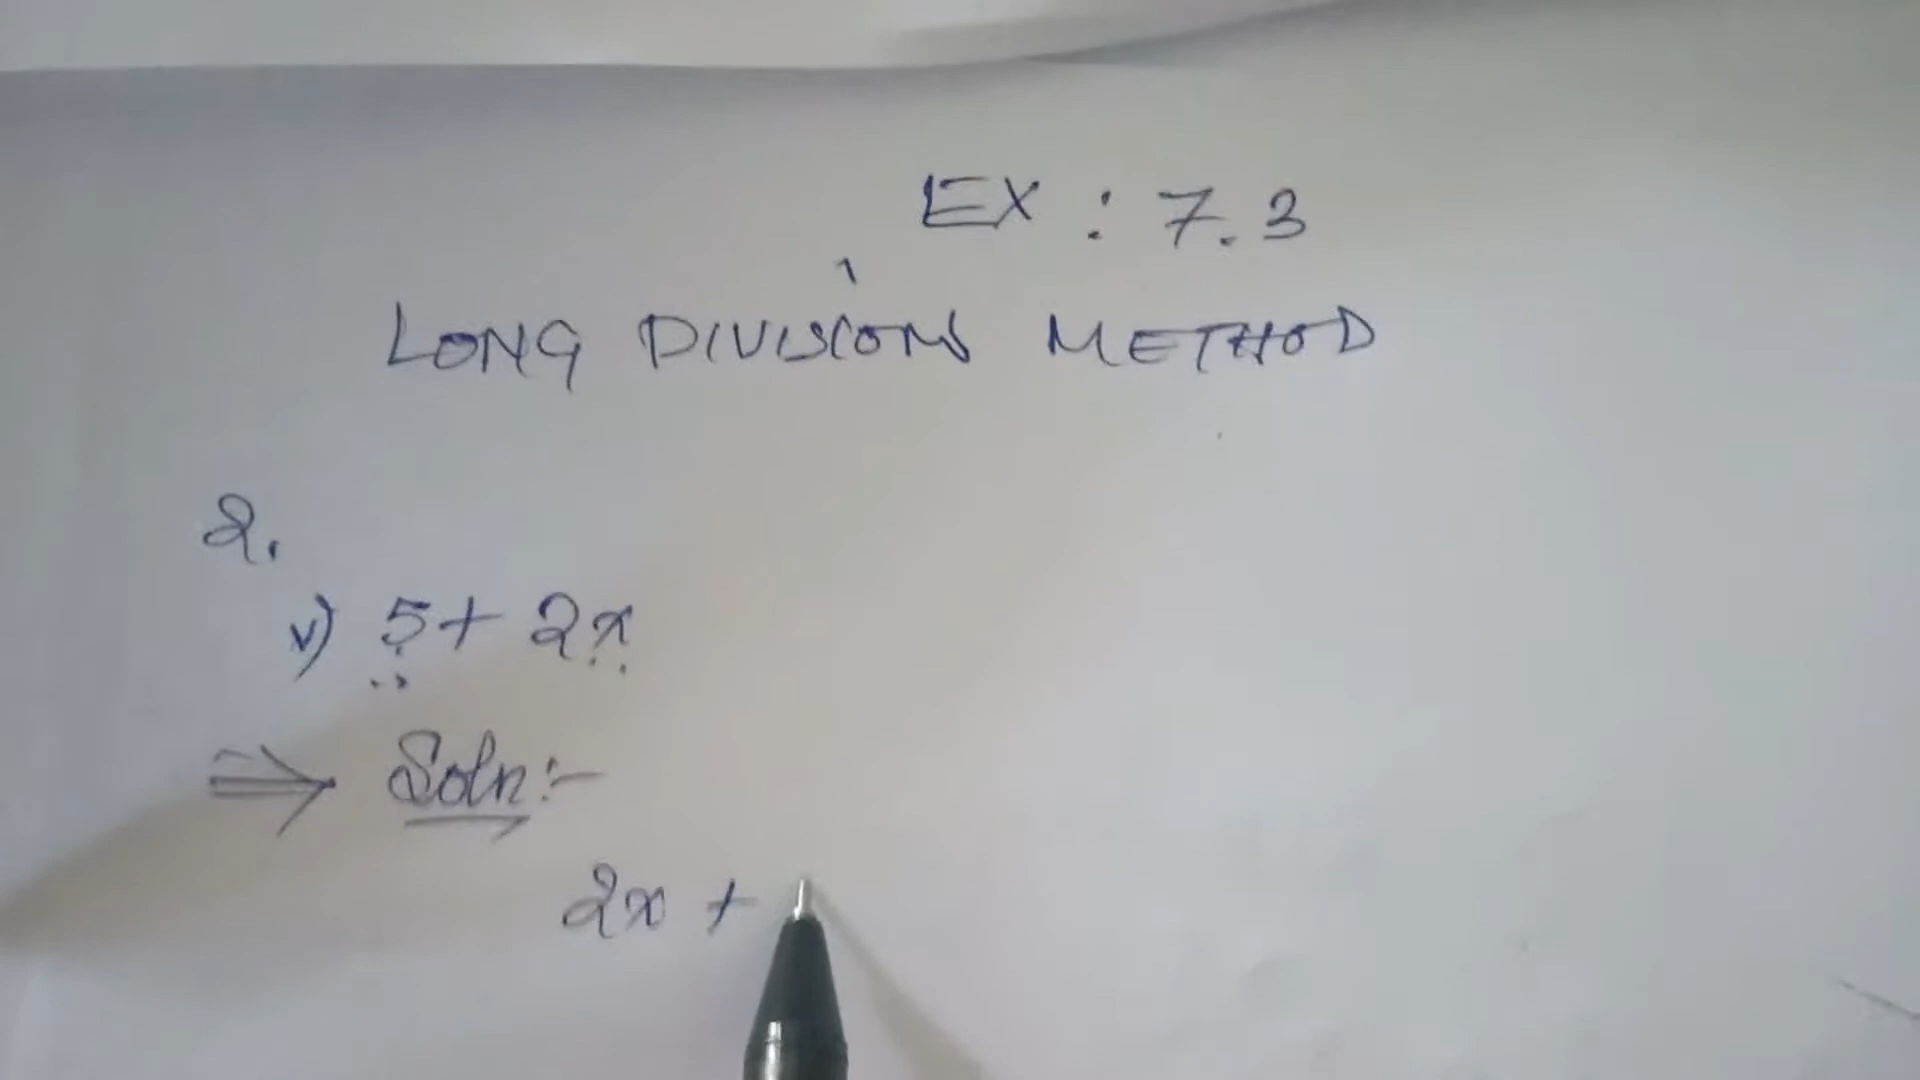 EX : 7.3
LONG DIVISION METHOD
2.
v) 5 + 2x
⇒ Soln:-
2x +